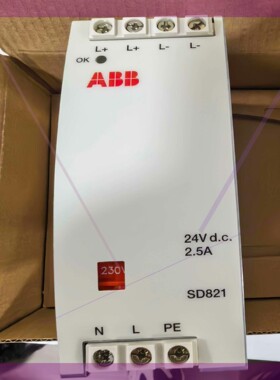 L+ L+ L- L-
OK
ABB
24V d.c.
2.5A
230V
SD821
N L PE